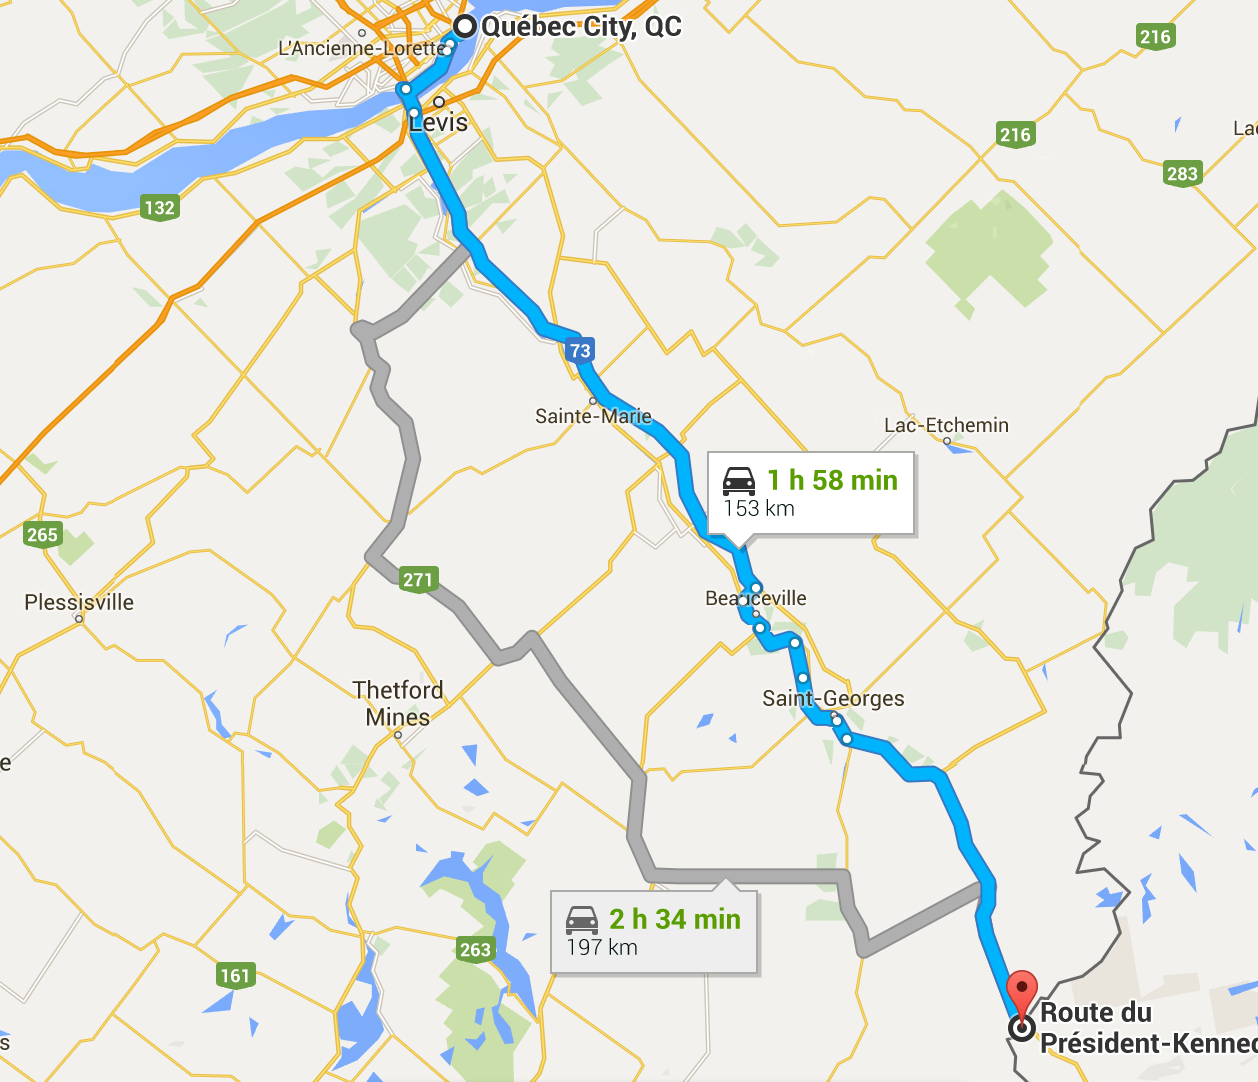 Québec City, QC
216
L'Ancienne-Lorette
Levis
216
283
132
73
Sainte-Marie
Lac-Etchemin
1 h 58 min
153 km
265
271
Plessisville
Beauceville
Thetford
Mines
Saint-Georges
2 h 34 min
197 km
263
161
Route du
Président-Kennec